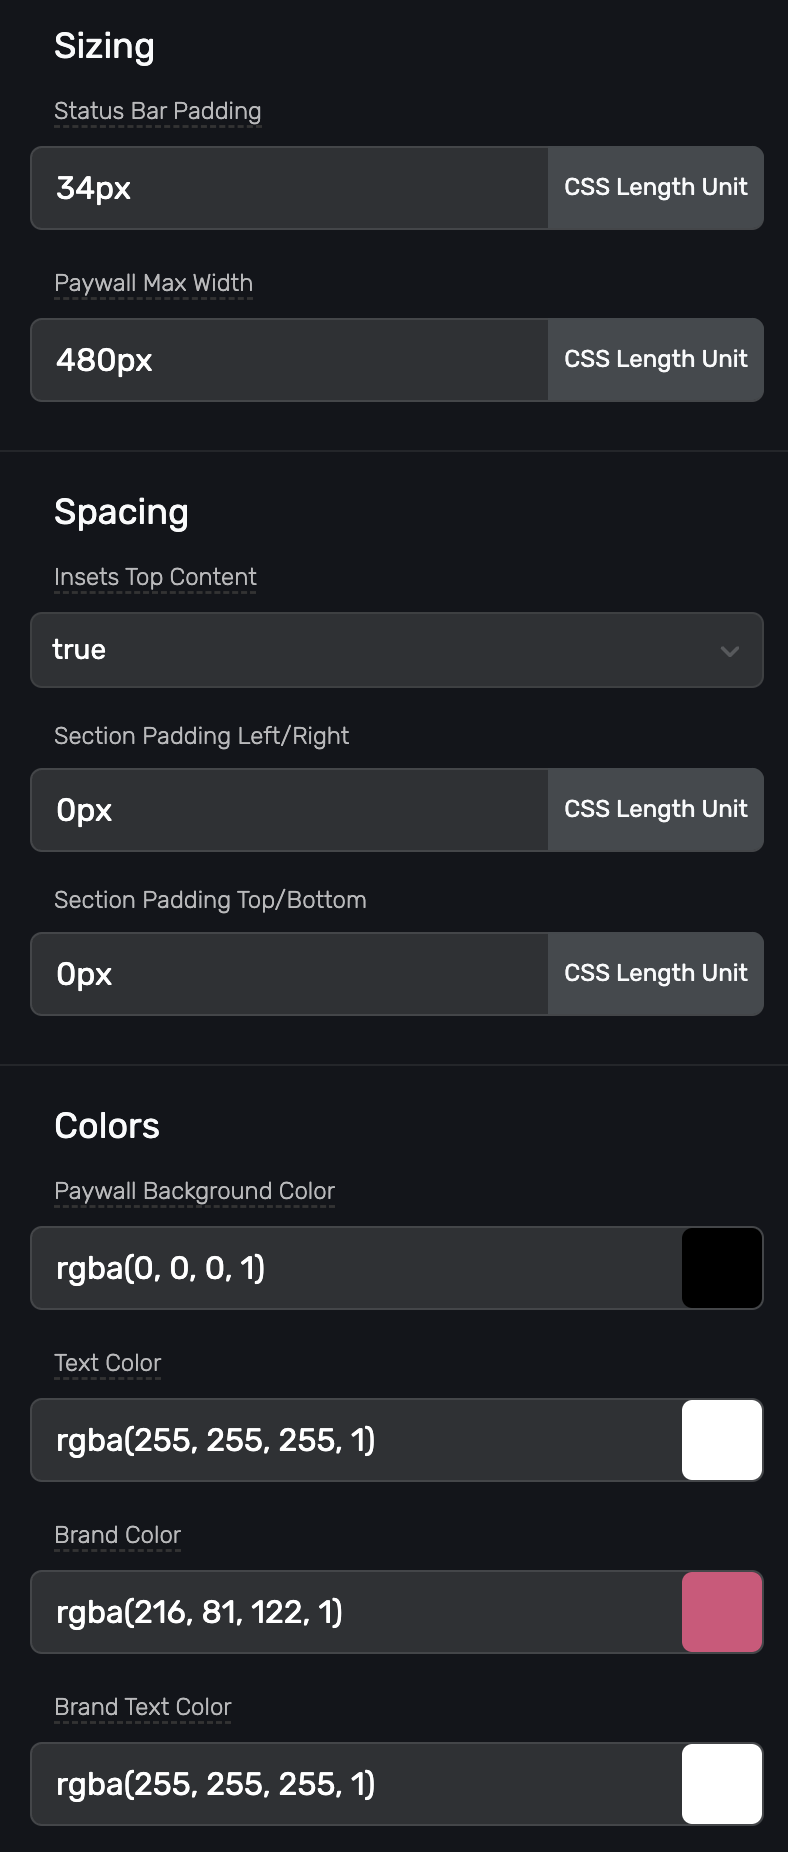 Sizing
Status Bar Padding
34px CSS Length Unit
Paywall Max Width
480px CSS Length Unit
Spacing
Insets Top Content
true
Section Padding Left/Right
0px CSS Length Unit
Section Padding Top/Bottom
0px CSS Length Unit
Colors
Paywall Background Color
rgba(0, 0, 0, 1)
Text Color
rgba(255, 255, 255, 1)
Brand Color
rgba(216, 81, 122, 1)
Brand Text Color
rgba(255, 255, 255, 1)